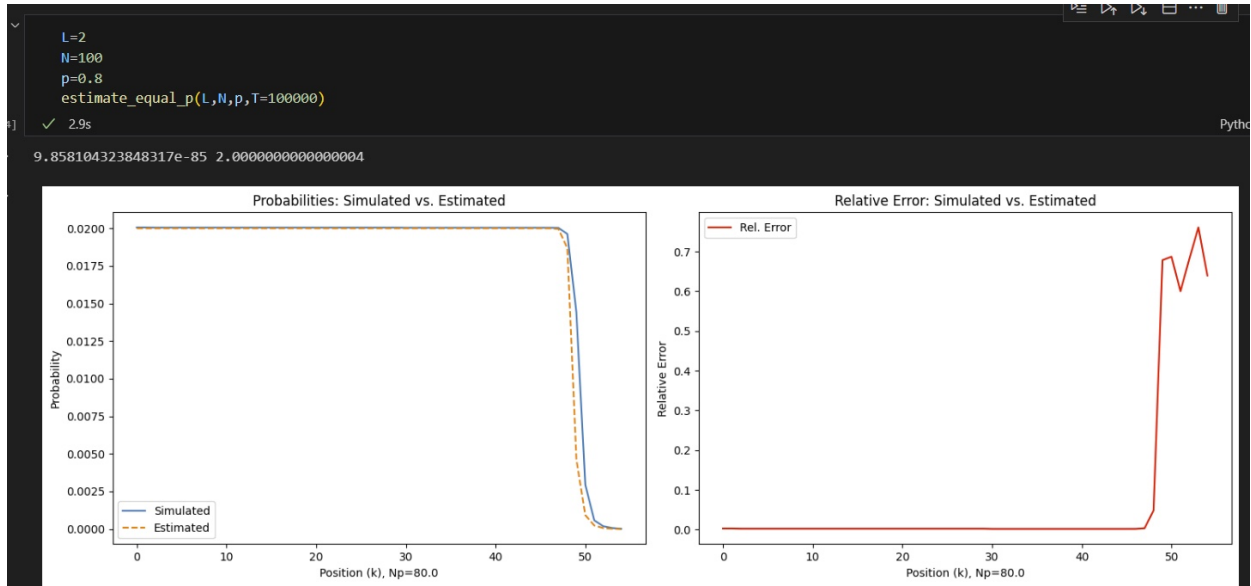 L=2
N=100
p=0.8
estimate_equal_p(L,N,p,T=100000)
2.9s
9.858104323848317e-85 2.0000000000000004
Probabilities: Simulated vs. Estimated
Probability
0.0200
0.0175
0.0150
0.0125
0.0100
0.0075
0.0050
0.0025
0.0000
Simulated
Estimated
0 10 20 30 40 50
Position (k), Np=80.0
Relative Error: Simulated vs. Estimated
Rel. Error
Relative Error
0.7
0.6
0.5
0.4
0.3
0.2
0.1
0.0
0 10 20 30 40 50
Position (k), Np=80.0